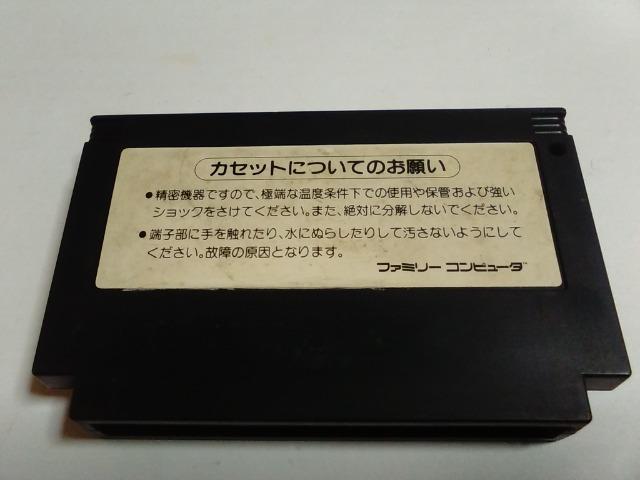 カセットについてのお願い
●精密機器ですので、極端な温度条件下での使用や保管および強い
ショックをさけてください。また、絶対に分解しないでください。
●端子部に手を触れたり、水にぬらしたりして汚さないようにして
ください。故障の原因となります。
ファミリー コンピュータ™